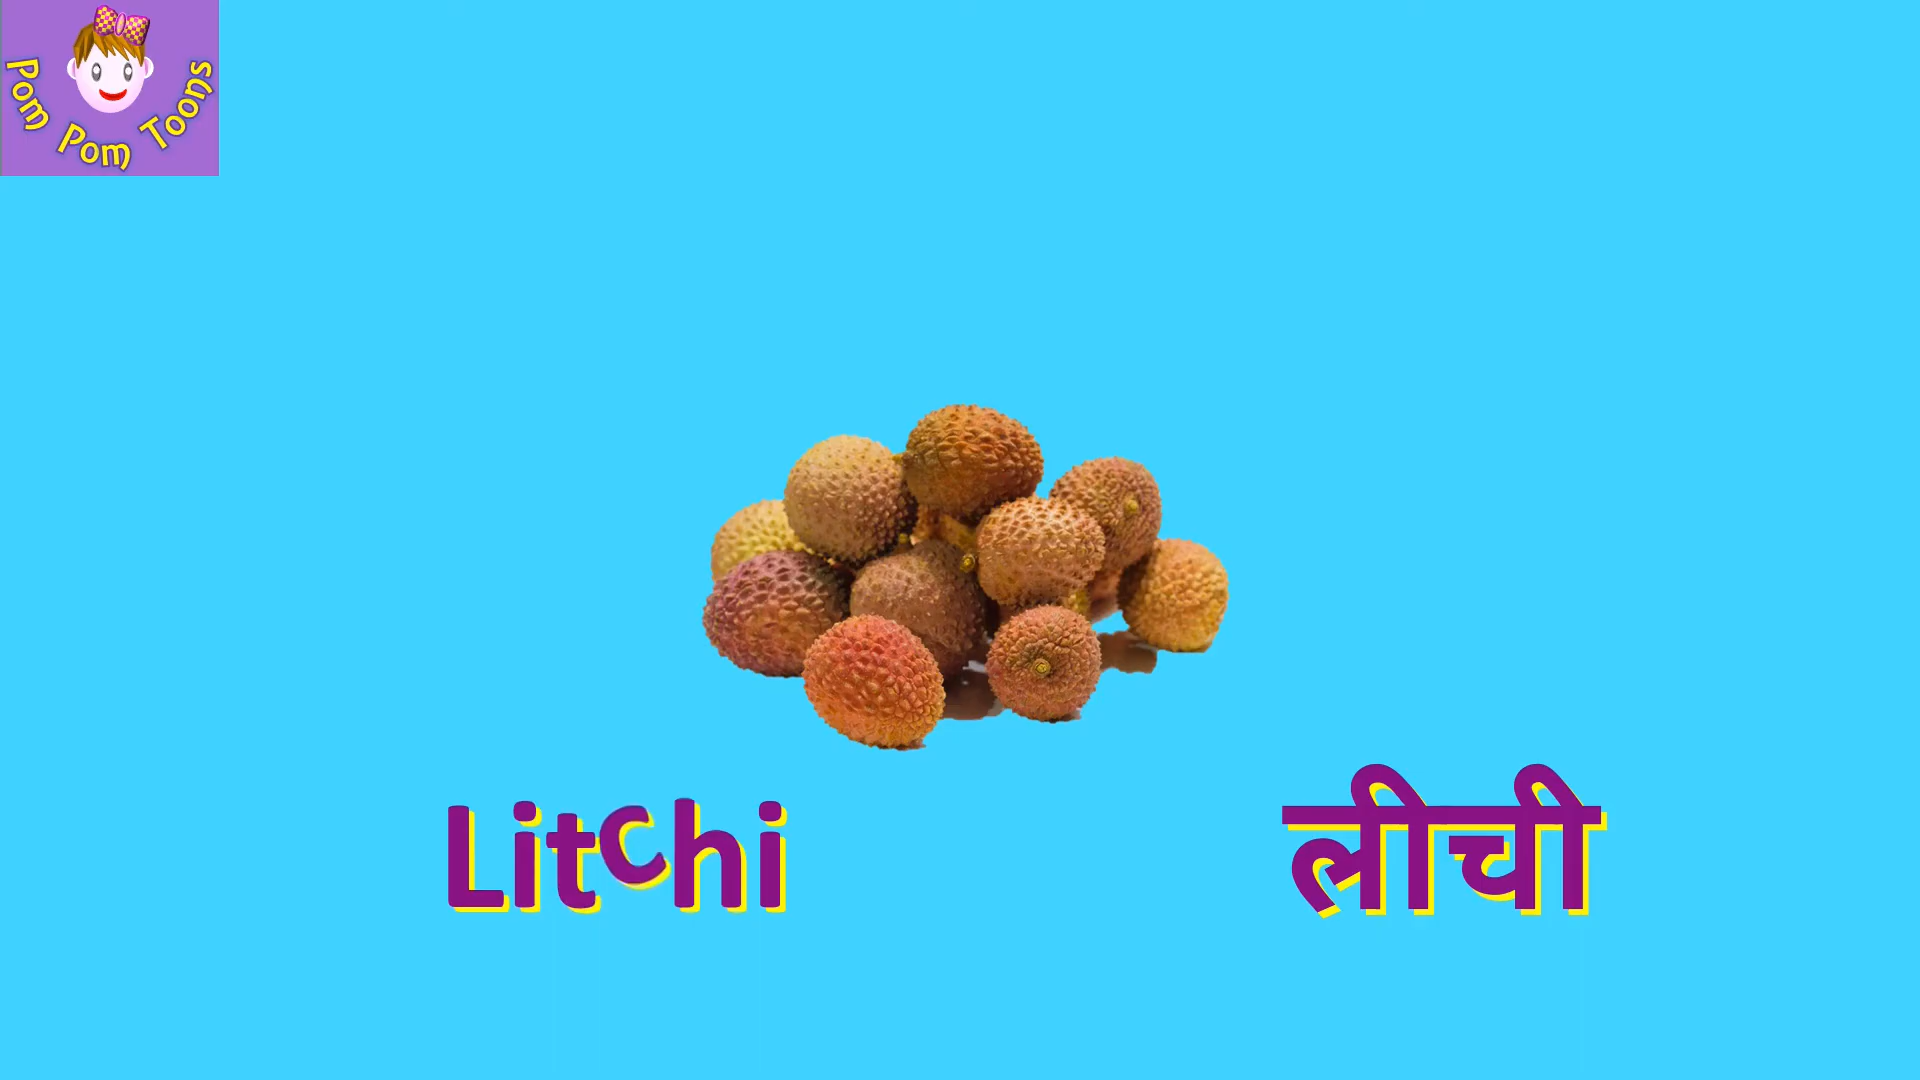 Pom Pom Toons
Litchi
लीची